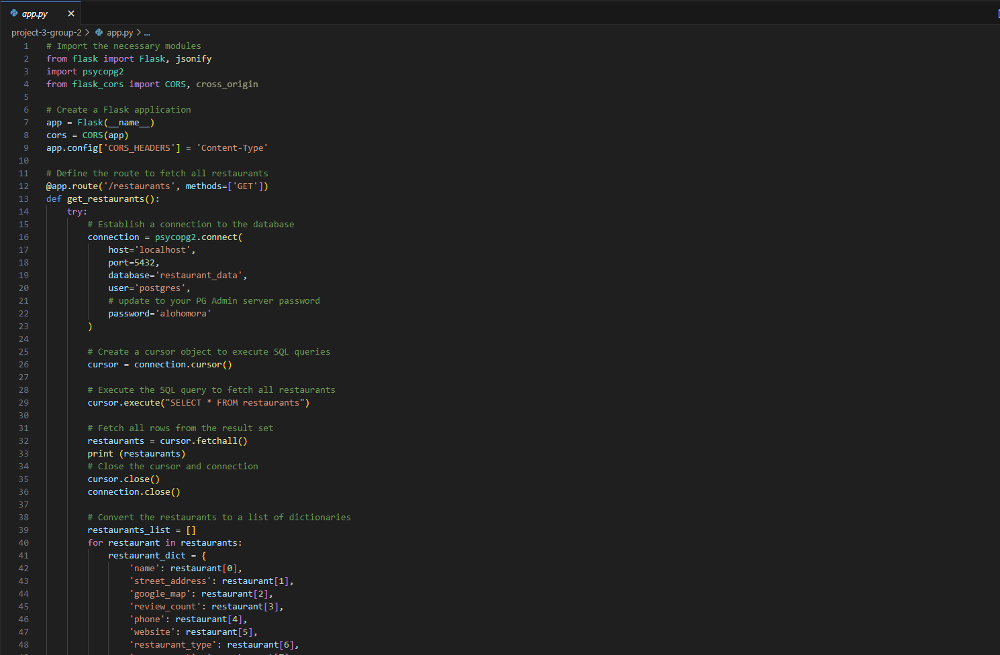 app.py
project-3-group-2 > app.py > ...
1 # Import the necessary modules
2 from flask import Flask, jsonify
3 import psycopg2
4 from flask_cors import CORS, cross_origin
5
6 # Create a Flask application
7 app = Flask(__name__)
8 cors = CORS(app)
9 app.config['CORS_HEADERS'] = 'Content-Type'
10
11 # Define the route to fetch all restaurants
12 @app.route('/restaurants', methods=['GET'])
13 def get_restaurants():
14     try:
15         # Establish a connection to the database
16         connection = psycopg2.connect(
17             host='localhost',
18             port=5432,
19             database='restaurant_data',
20             user='postgres',
21             # update to your PG Admin server password
22             password='alohomora'
23         )
24
25         # Create a cursor object to execute SQL queries
26         cursor = connection.cursor()
27
28         # Execute the SQL query to fetch all restaurants
29         cursor.execute("SELECT * FROM restaurants")
30
31         # Fetch all rows from the result set
32         restaurants = cursor.fetchall()
33         print (restaurants)
34         # Close the cursor and connection
35         cursor.close()
36         connection.close()
37
38         # Convert the restaurants to a list of dictionaries
39         restaurants_list = []
40         for restaurant in restaurants:
41             restaurant_dict = {
42                 'name': restaurant[0],
43                 'street_address': restaurant[1],
44                 'google_map': restaurant[2],
45                 'review_count': restaurant[3],
46                 'phone': restaurant[4],
47                 'website': restaurant[5],
48                 'restaurant_type': restaurant[6],